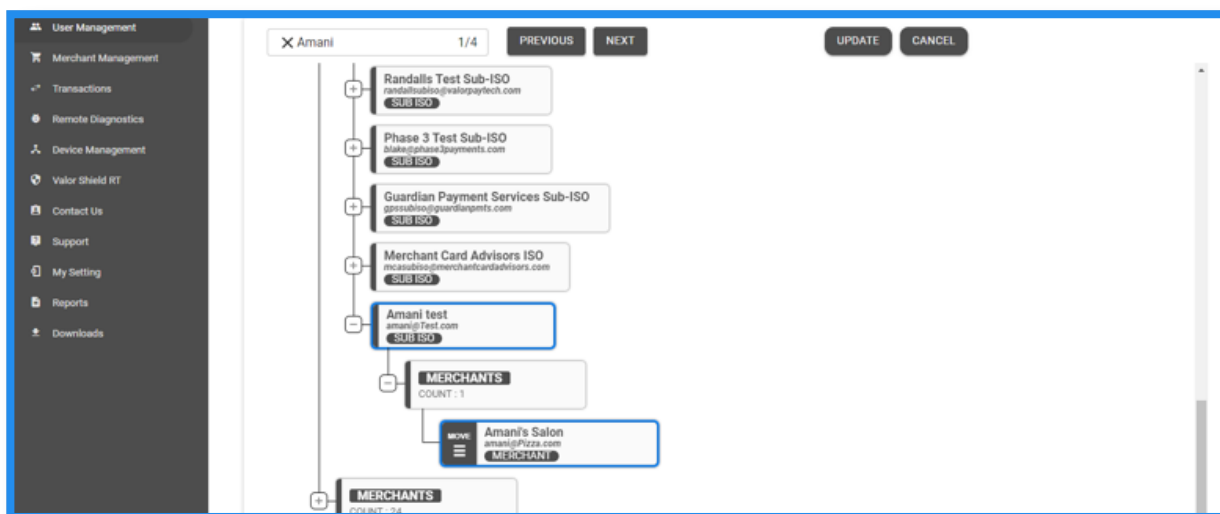 User Management
Merchant Management
Transactions
Remote Diagnostics
Device Management
Valor Shield RT
Contact Us
Support
My Setting
Reports
Downloads
Amani 1/4 PREVIOUS NEXT UPDATE CANCEL
Randalls Test Sub-ISO
randallsubiso@valorpaytech.com
SUB ISO
Phase 3 Test Sub-ISO
blake@phase3payments.com
SUB ISO
Guardian Payment Services Sub-ISO
gpssubiso@guardianpmts.com
SUB ISO
Merchant Card Advisors ISO
mcasubiso@merchantcardadvisors.com
SUB ISO
Amani test
amani@Test.com
SUB ISO
MERCHANTS
COUNT : 1
MOVE
Amani's Salon
amani@Pizza.com
MERCHANT
MERCHANTS
COUNT : 24